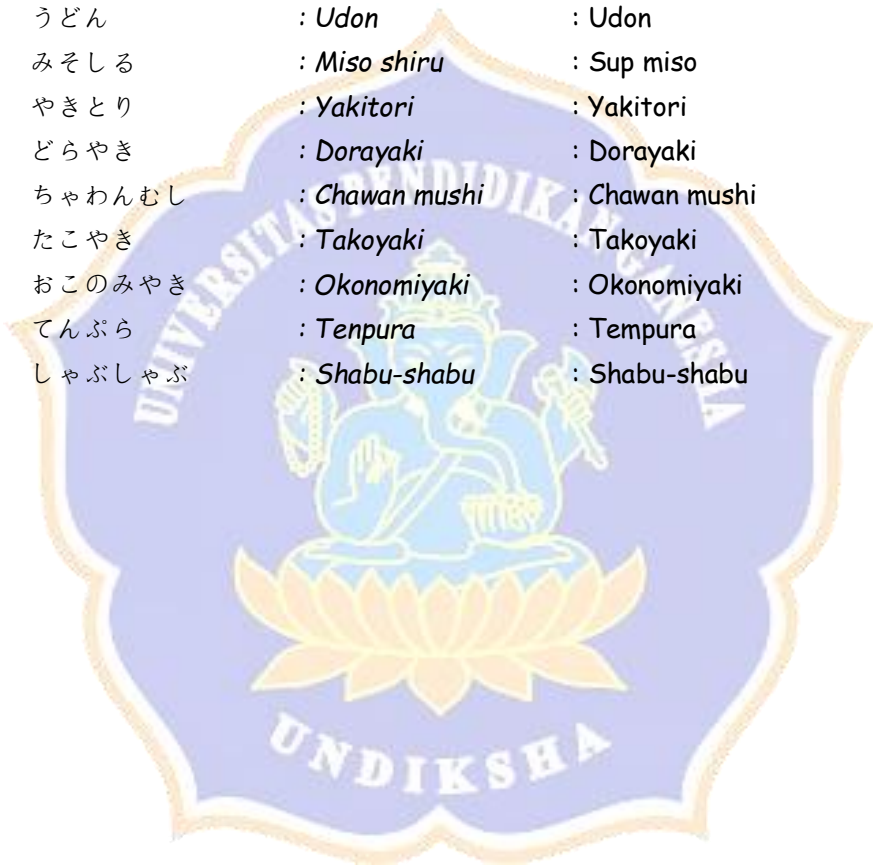 うどん : Udon : Udon
みそしる : Miso shiru : Sup miso
やきとり : Yakitori : Yakitori
どらやき : Dorayaki : Dorayaki
ちゃわんむし : Chawan mushi : Chawan mushi
たこやき : Takoyaki : Takoyaki
おこのみやき : Okonomiyaki : Okonomiyaki
てんぷら : Tenpura : Tempura
しゃぶしゃぶ : Shabu-shabu : Shabu-shabu
UNIVERSITAS PENDIDIKAN GANESHA
UNDIKSHA